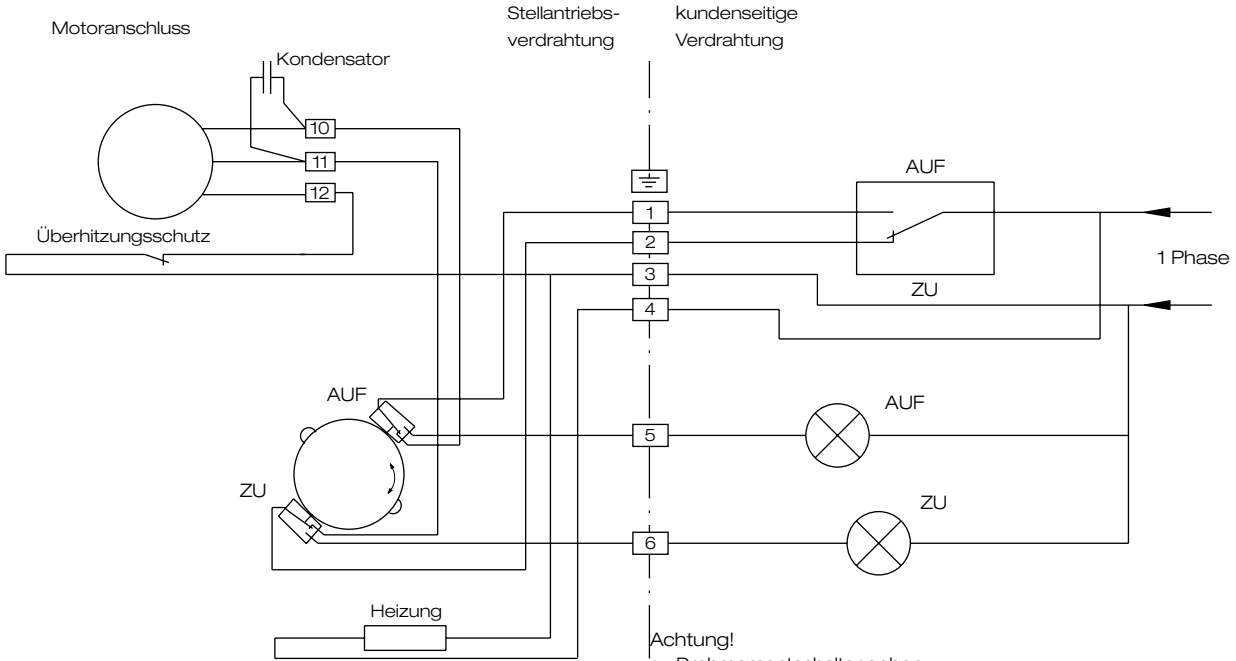 Motoranschluss
Stellantriebs-
verdrahtung
kundenseitige
Verdrahtung
Kondensator
10
11
12
AUF
1
2
3
4
Überhitzungsschutz
1 Phase
ZU
AUF
AUF
5
ZU
ZU
6
Heizung
Achtung!